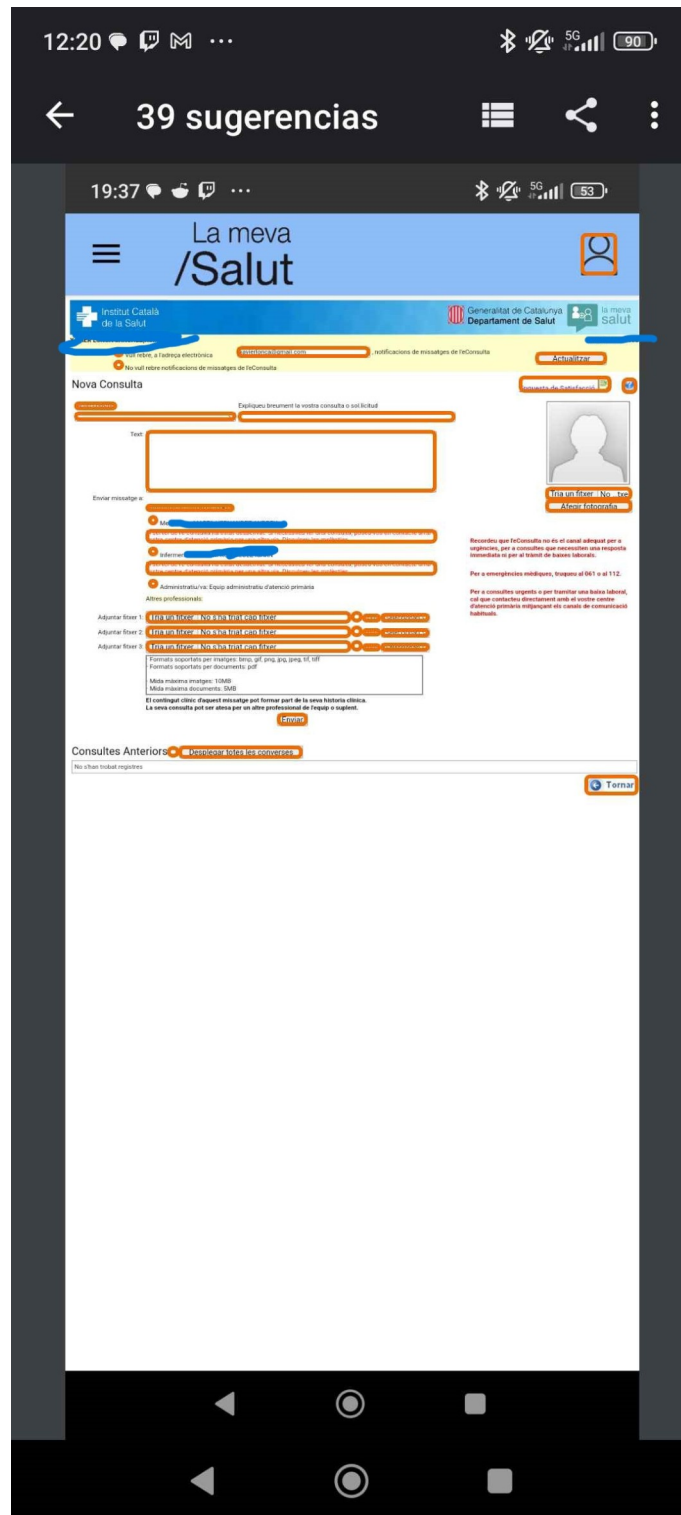 12:20
5G
90
39 sugerencias
19:37
5G
53
La meva
/Salut
Institut Català
de la Salut
Generalitat de Catalunya
Departament de Salut
la meva
salut
Vull rebre, a l'adreça electrònica
, notificacions de missatges de l'eConsulta
Actualitzar
No vull rebre notificacions de missatges de l'eConsulta
Nova Consulta
Enquesta de Satisfacció
Expliqueu breument la vostra consulta o sol·licitud
Text:
Tria un fitxer No
Afegir fotografia
Enviar missatge a:
Infermer
Administratiu/va: Equip administratiu d'atenció primària
Altres professionals:
Recordeu que l'eConsulta no és el canal adequat per a
urgències, per a consultes que necessiten una resposta
immediata ni per al tràmit de baixes laborals.
Per a emergències mèdiques, truqueu al 061 o al 112.
Per a consultes urgents o per tramitar una baixa laboral,
cal que contacteu directament amb el vostre centre
d'atenció primària mitjançant els canals de comunicació
habituals.
Adjuntar fitxer 1: Tria un fitxer No s'ha triat cap fitxer
Adjuntar fitxer 2: Tria un fitxer No s'ha triat cap fitxer
Adjuntar fitxer 3: Tria un fitxer No s'ha triat cap fitxer
Formats soportats per imatges: bmp, gif, png, jpg, jpeg, tif, tiff
Formats soportats per documents: pdf
Mida màxima imatges: 10MB
Mida màxima documents: 5MB
El contingut clínic d'aquest missatge pot formar part de la seva historia clínica.
La seva consulta pot ser atesa per un altre professional de l'equip o suplent.
Enviar
Consultes Anteriors
Desplegar totes les converses
No s'han trobat registres
Tornar